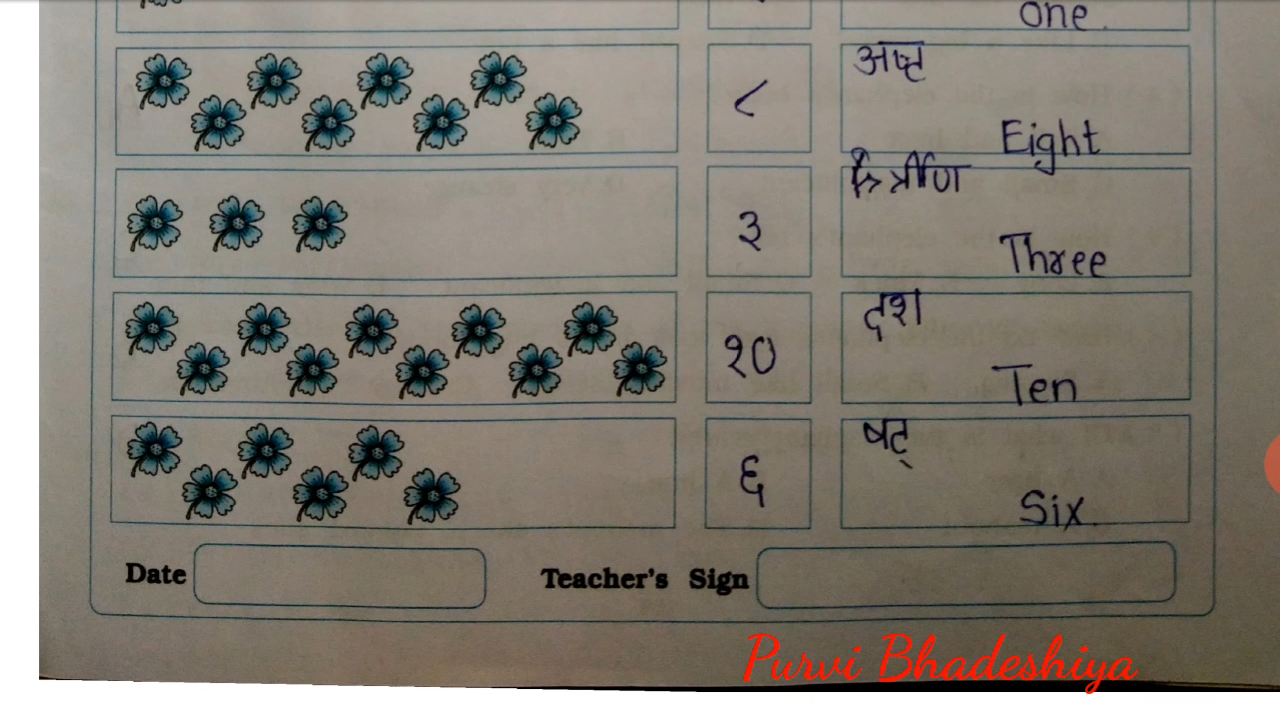 One.
अष्ट
८
Eight
त्रीणि
३
Three
दश
१०
Ten
षट्
६
Six.
Date
Teacher's Sign
Purvi Bhadeshiya